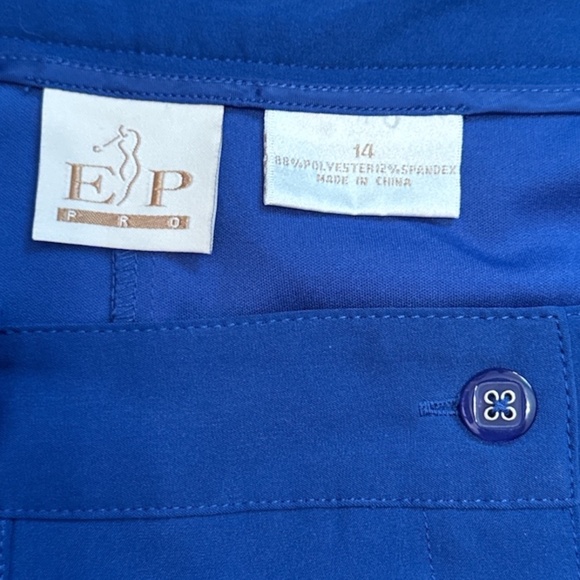 EP
PRO
14
88%POLYESTER12%SPANDEX
MADE IN CHINA